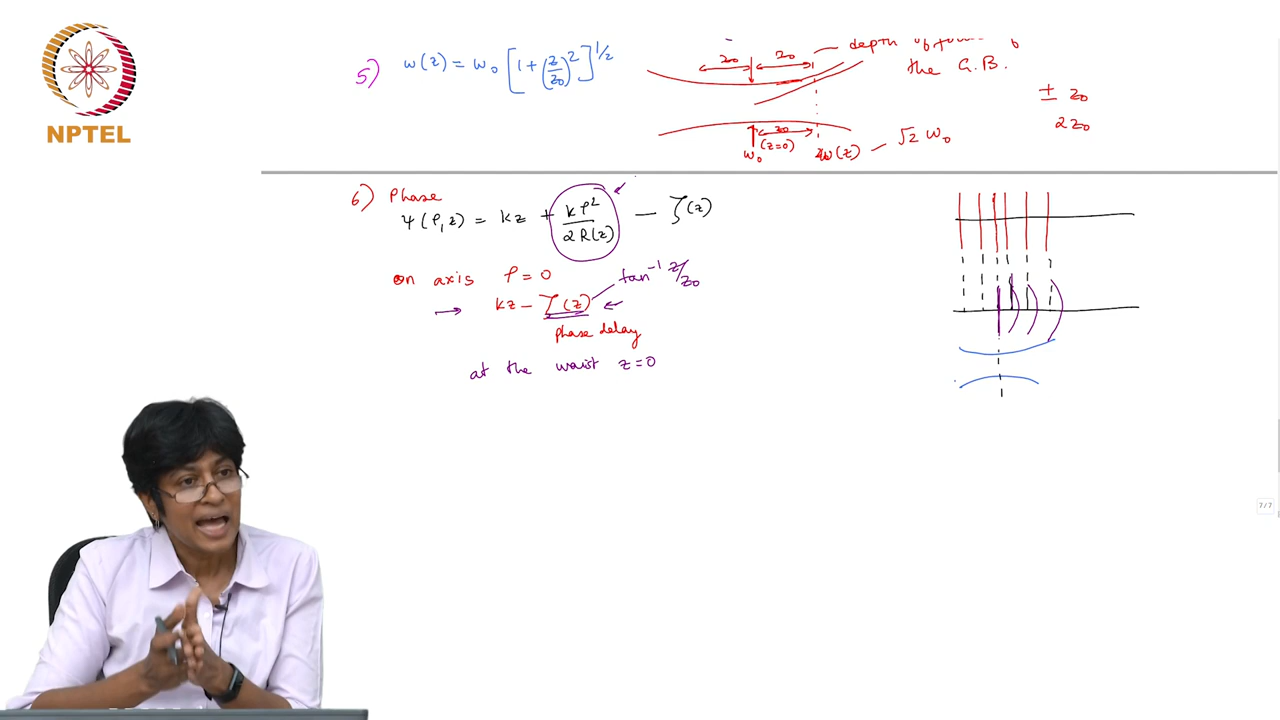 NPTEL
5) w(z) = w₀ [1+(z/z₀)²]^1/2
z₀ z₀
depth of
the G.B.
± z₀
2z₀
z₀
(z=0)
w₀ w(z) — √2 w₀
6) Phase
ψ(ρ,z) = kz + kρ²/2R(z) — ζ(z)
on axis ρ=0
tan⁻¹ z/z₀
→ kz – ζ(z) ←
phase delay
at the waist z=0
7/7